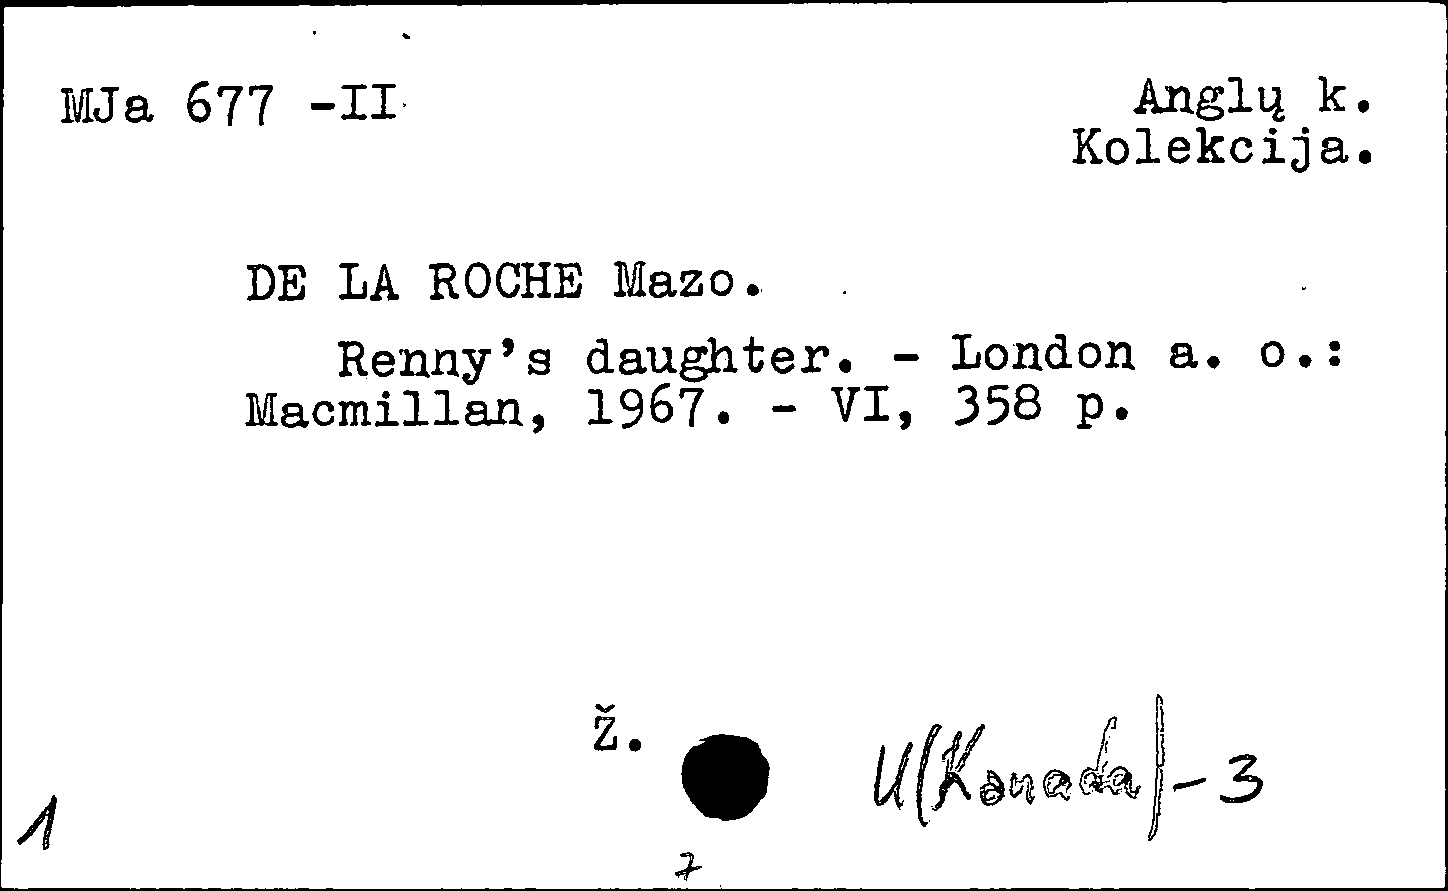 MJa 677 -II
Anglų k.
Kolekcija.
DE LA ROCHE Mazo.
Renny's daughter. - London a. o.:
Macmillan, 1967. - VI, 358 p.
Ž.
U(Kanada)-3
1
7